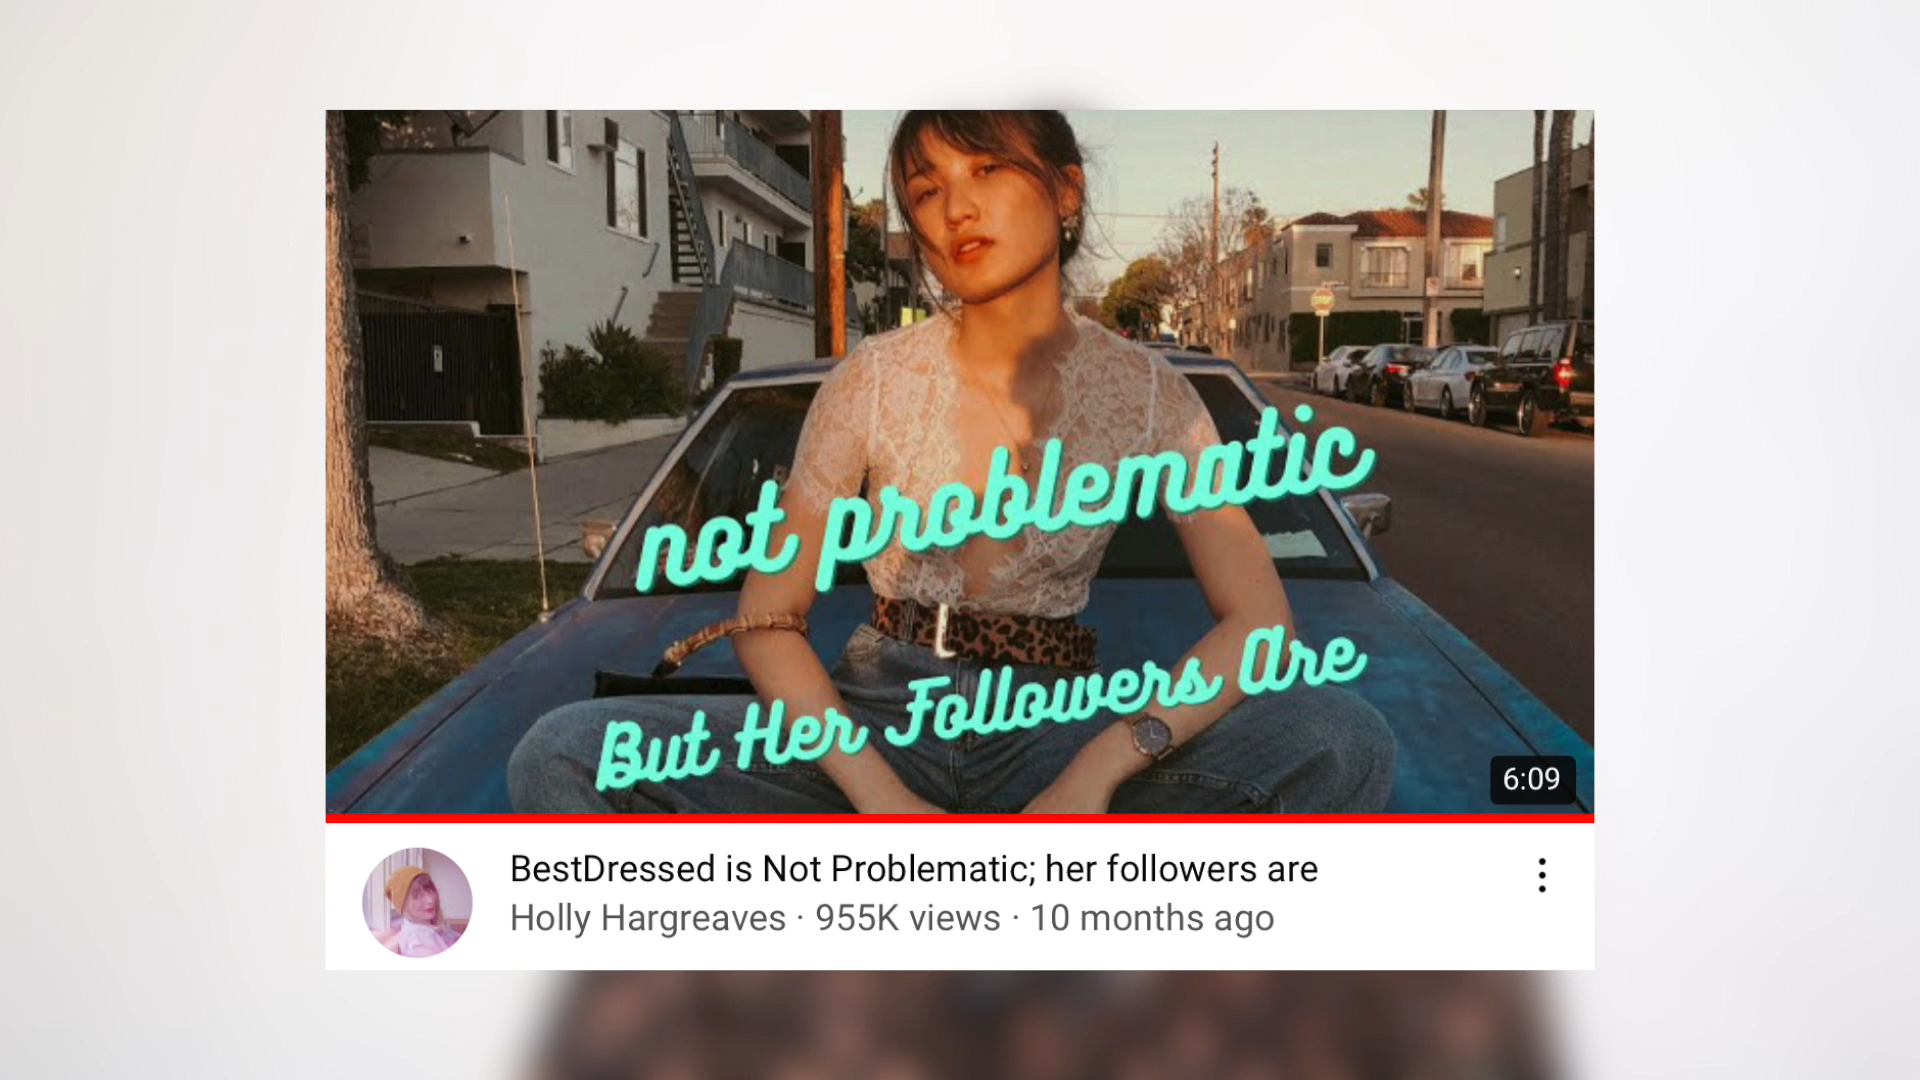 not problematic
But Her Followers Are
6:09
BestDressed is Not Problematic; her followers are
Holly Hargreaves · 955K views · 10 months ago